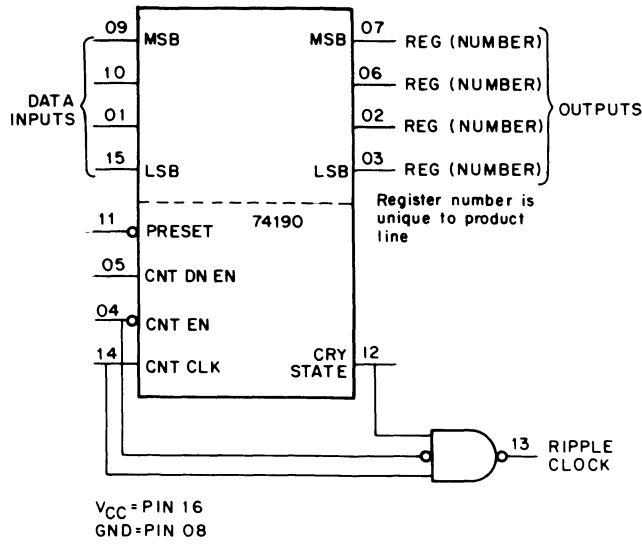 09 MSB MSB 07 REG (NUMBER)
10 06 REG (NUMBER)
DATA INPUTS
01 02 REG (NUMBER)
OUTPUTS
15 LSB LSB 03 REG (NUMBER)
Register number is
unique to product
line
74190
11 PRESET
05 CNT DN EN
04 CNT EN
14 CNT CLK
CRY
STATE
12
13 RIPPLE
CLOCK
VCC=PIN 16
GND=PIN 08